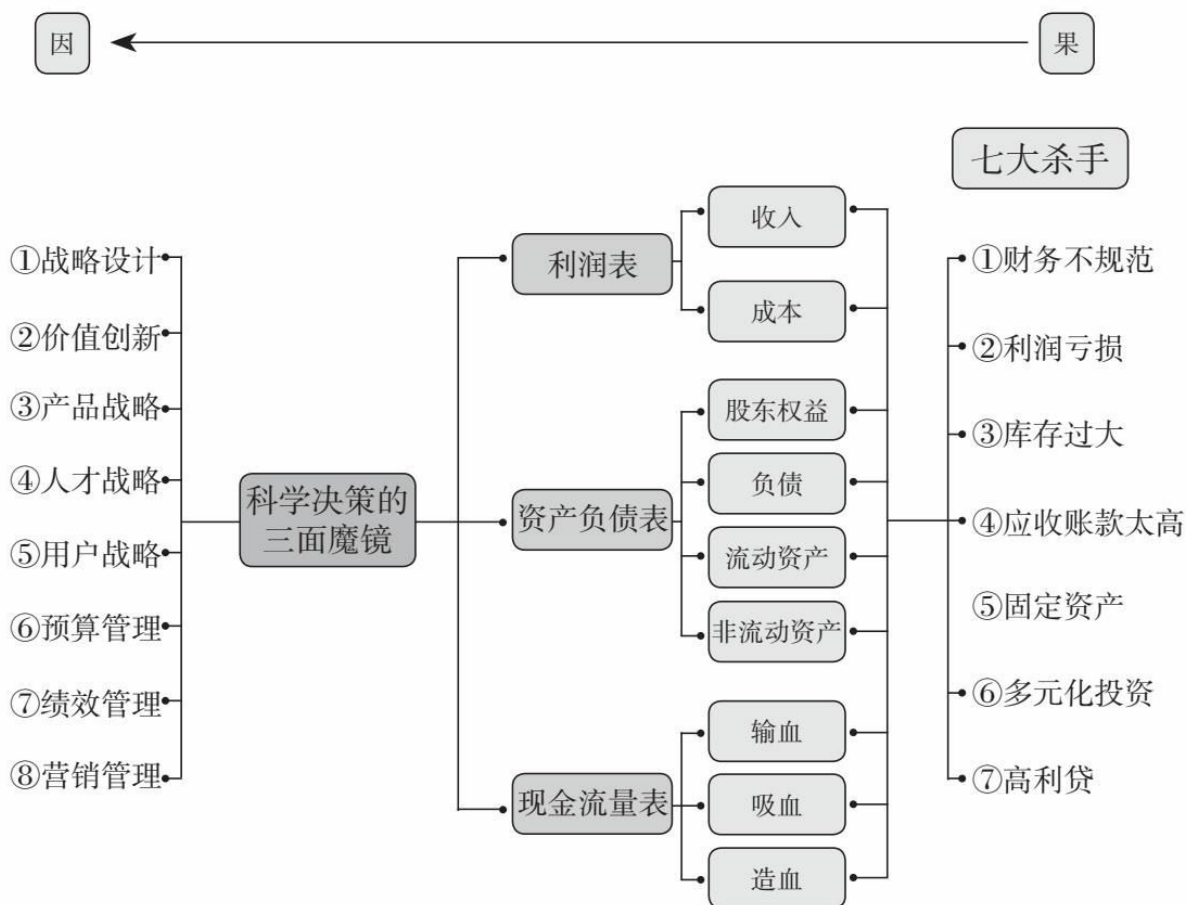 因
果
七大杀手
①战略设计
②价值创新
③产品战略
④人才战略
⑤用户战略
⑥预算管理
⑦绩效管理
⑧营销管理
科学决策的
三面魔镜
利润表
资产负债表
现金流量表
收入
成本
股东权益
负债
流动资产
非流动资产
输血
吸血
造血
①财务不规范
②利润亏损
③库存过大
④应收账款太高
⑤固定资产
⑥多元化投资
⑦高利贷